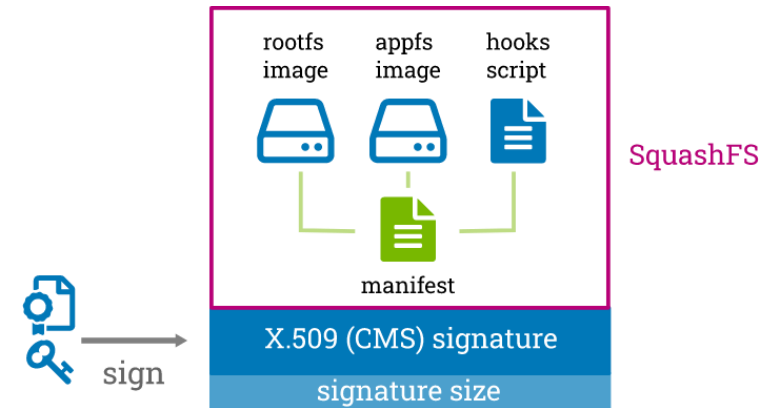 rootfs
image
appfs
image
hooks
script
SquashFS
manifest
X.509 (CMS) signature
sign
signature size